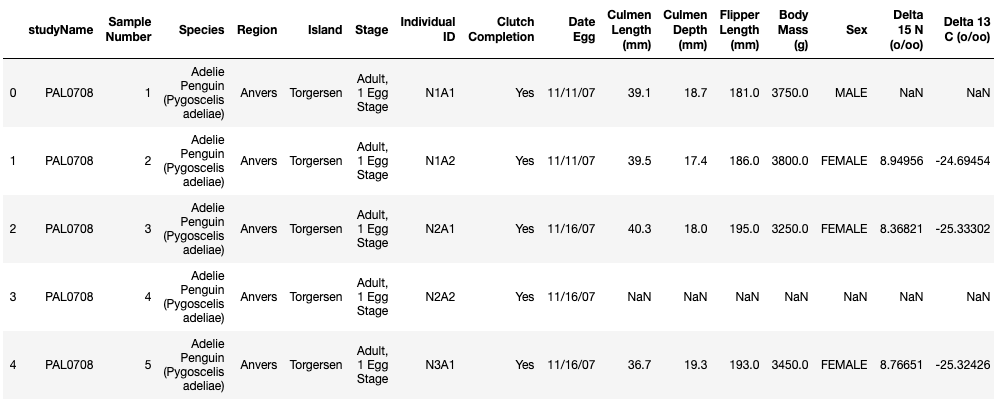 studyName Sample Number Species Region Island Stage Individual ID Clutch Completion Date Egg Culmen Length (mm) Culmen Depth (mm) Flipper Length (mm) Body Mass (g) Sex Delta 15 N (o/oo) Delta 13 C (o/oo)
0 PAL0708 1 Adelie Penguin (Pygoscelis adeliae) Anvers Torgersen Adult, 1 Egg Stage N1A1 Yes 11/11/07 39.1 18.7 181.0 3750.0 MALE NaN NaN
1 PAL0708 2 Adelie Penguin (Pygoscelis adeliae) Anvers Torgersen Adult, 1 Egg Stage N1A2 Yes 11/11/07 39.5 17.4 186.0 3800.0 FEMALE 8.94956 -24.69454
2 PAL0708 3 Adelie Penguin (Pygoscelis adeliae) Anvers Torgersen Adult, 1 Egg Stage N2A1 Yes 11/16/07 40.3 18.0 195.0 3250.0 FEMALE 8.36821 -25.33302
3 PAL0708 4 Adelie Penguin (Pygoscelis adeliae) Anvers Torgersen Adult, 1 Egg Stage N2A2 Yes 11/16/07 NaN NaN NaN NaN NaN NaN NaN
4 PAL0708 5 Adelie Penguin (Pygoscelis adeliae) Anvers Torgersen Adult, 1 Egg Stage N3A1 Yes 11/16/07 36.7 19.3 193.0 3450.0 FEMALE 8.76651 -25.32426